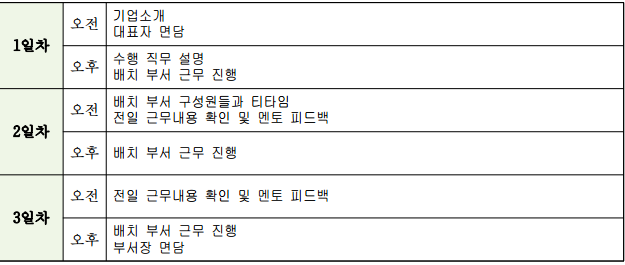 1일차
오전
기업소개
대표자 면담
오후
수행 직무 설명
배치 부서 근무 진행
2일차
오전
배치 부서 구성원들과 티타임
전일 근무내용 확인 및 멘토 피드백
오후
배치 부서 근무 진행
3일차
오전
전일 근무내용 확인 및 멘토 피드백
오후
배치 부서 근무 진행
부서장 면담